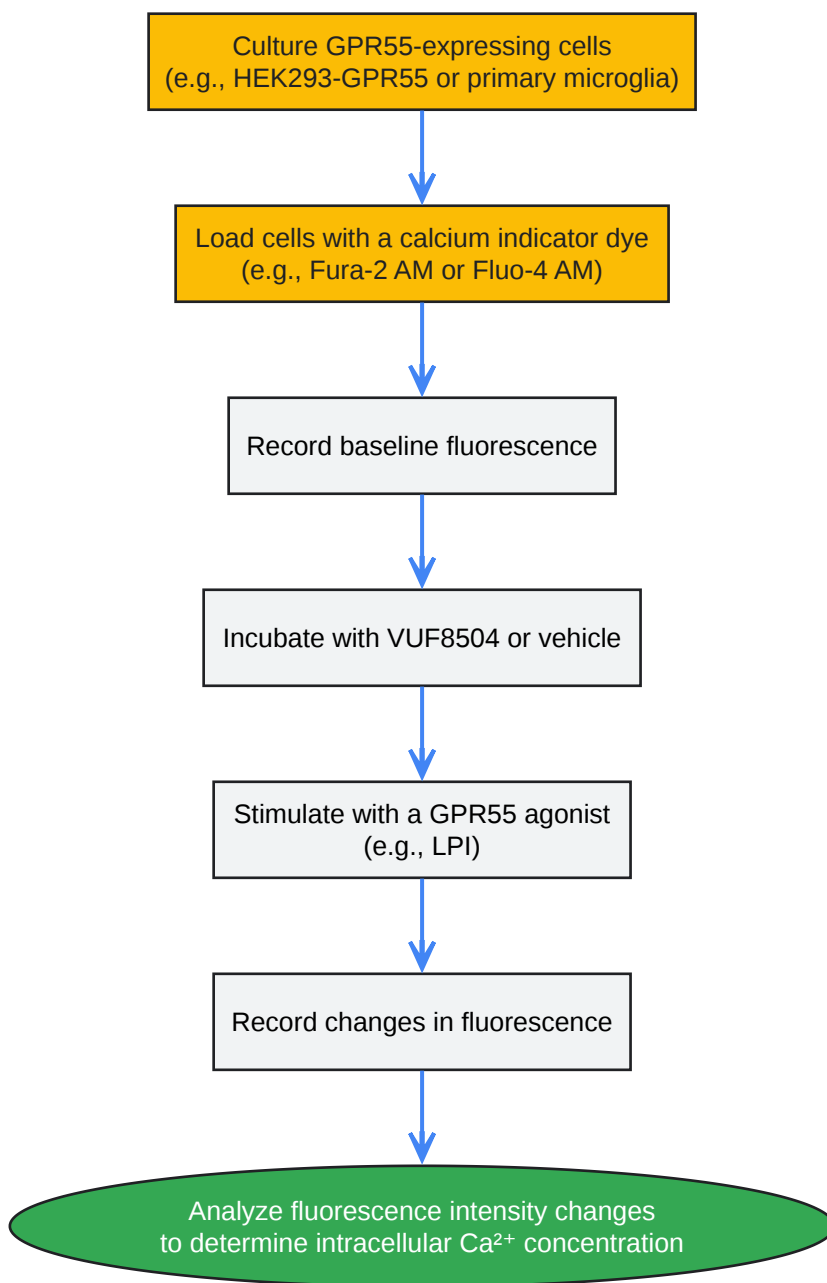 Culture GPR55-expressing cells
(e.g., HEK293-GPR55 or primary microglia)
Load cells with a calcium indicator dye
(e.g., Fura-2 AM or Fluo-4 AM)
Record baseline fluorescence
Incubate with VUF8504 or vehicle
Stimulate with a GPR55 agonist
(e.g., LPI)
Record changes in fluorescence
Analyze fluorescence intensity changes
to determine intracellular Ca²⁺ concentration